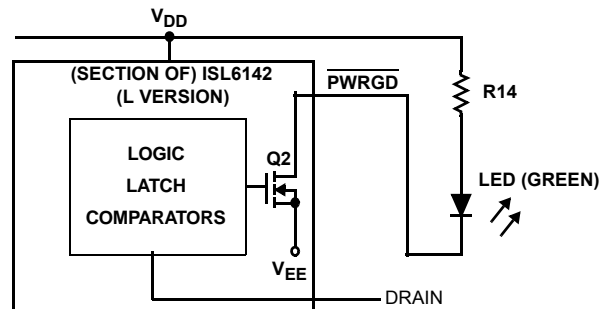 VDD
(SECTION OF) ISL6142
(L VERSION)
PWRGD
R14
LOGIC
LATCH
COMPARATORS
Q2
LED (GREEN)
VEE
DRAIN